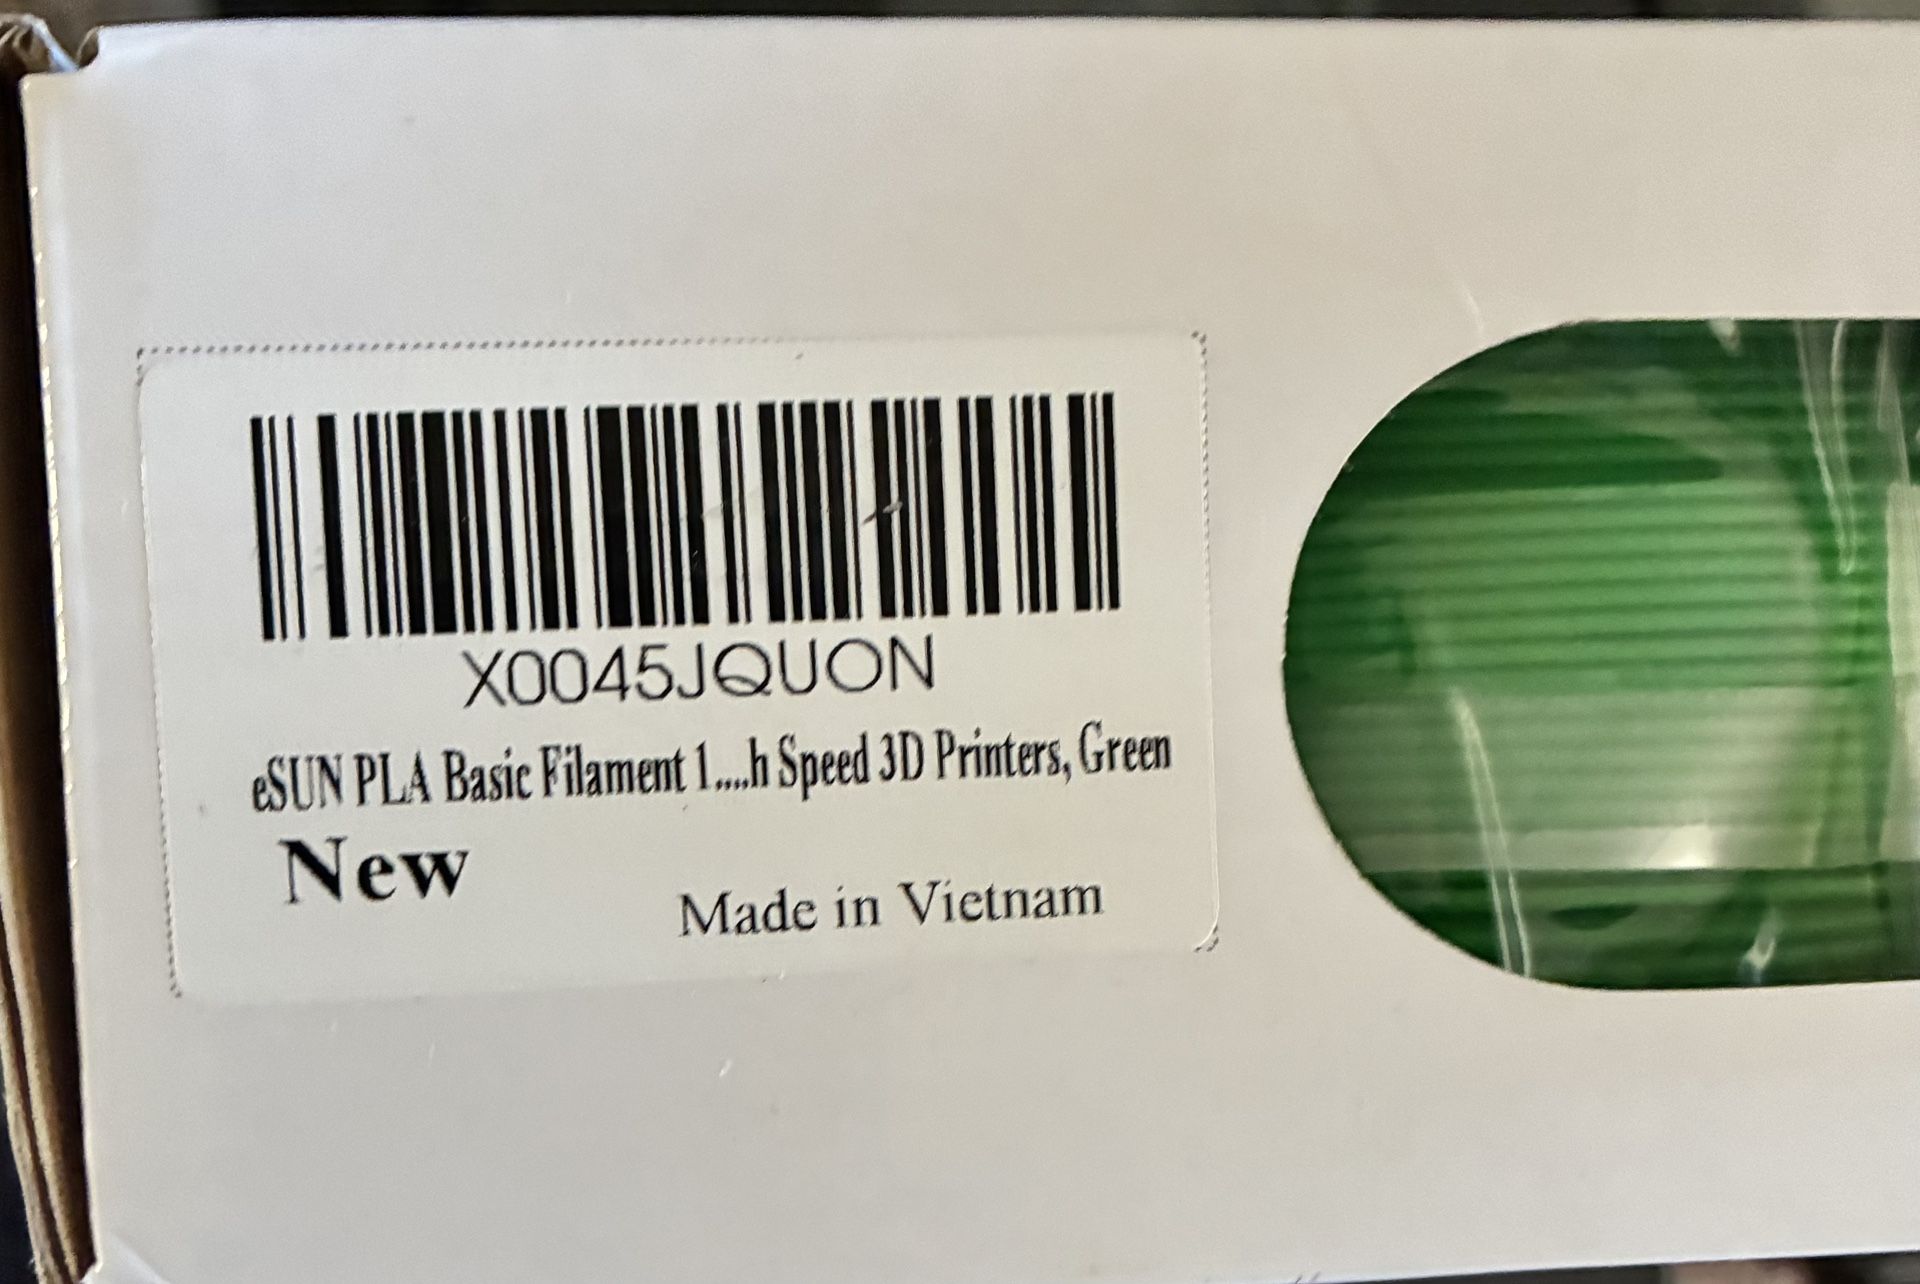 X0045JQUON
eSUN PLA Basic Filament 1....h Speed 3D Printers, Green
New
Made in Vietnam